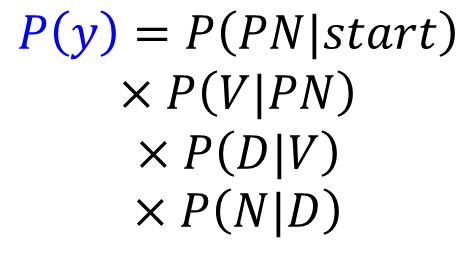 P(y) = P(PN|start)
× P(V|PN)
× P(D|V)
× P(N|D)